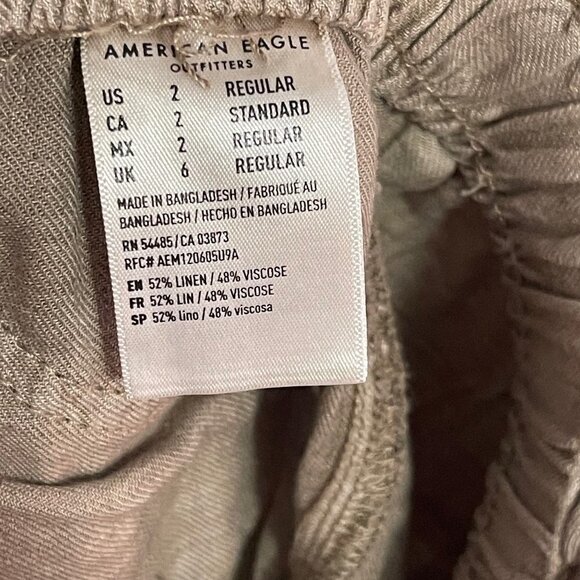 AMERICAN EAGLE
OUTFITTERS
US 2 REGULAR
CA 2 STANDARD
MX 2 REGULAR
UK 6 REGULAR
MADE IN BANGLADESH / FABRIQUÉ AU
BANGLADESH / HECHO EN BANGLADESH
RN 54485/CA 03873
RFC# AEM120605U9A
EN 52% LINEN / 48% VISCOSE
FR 52% LIN / 48% VISCOSE
SP 52% lino / 48% viscosa